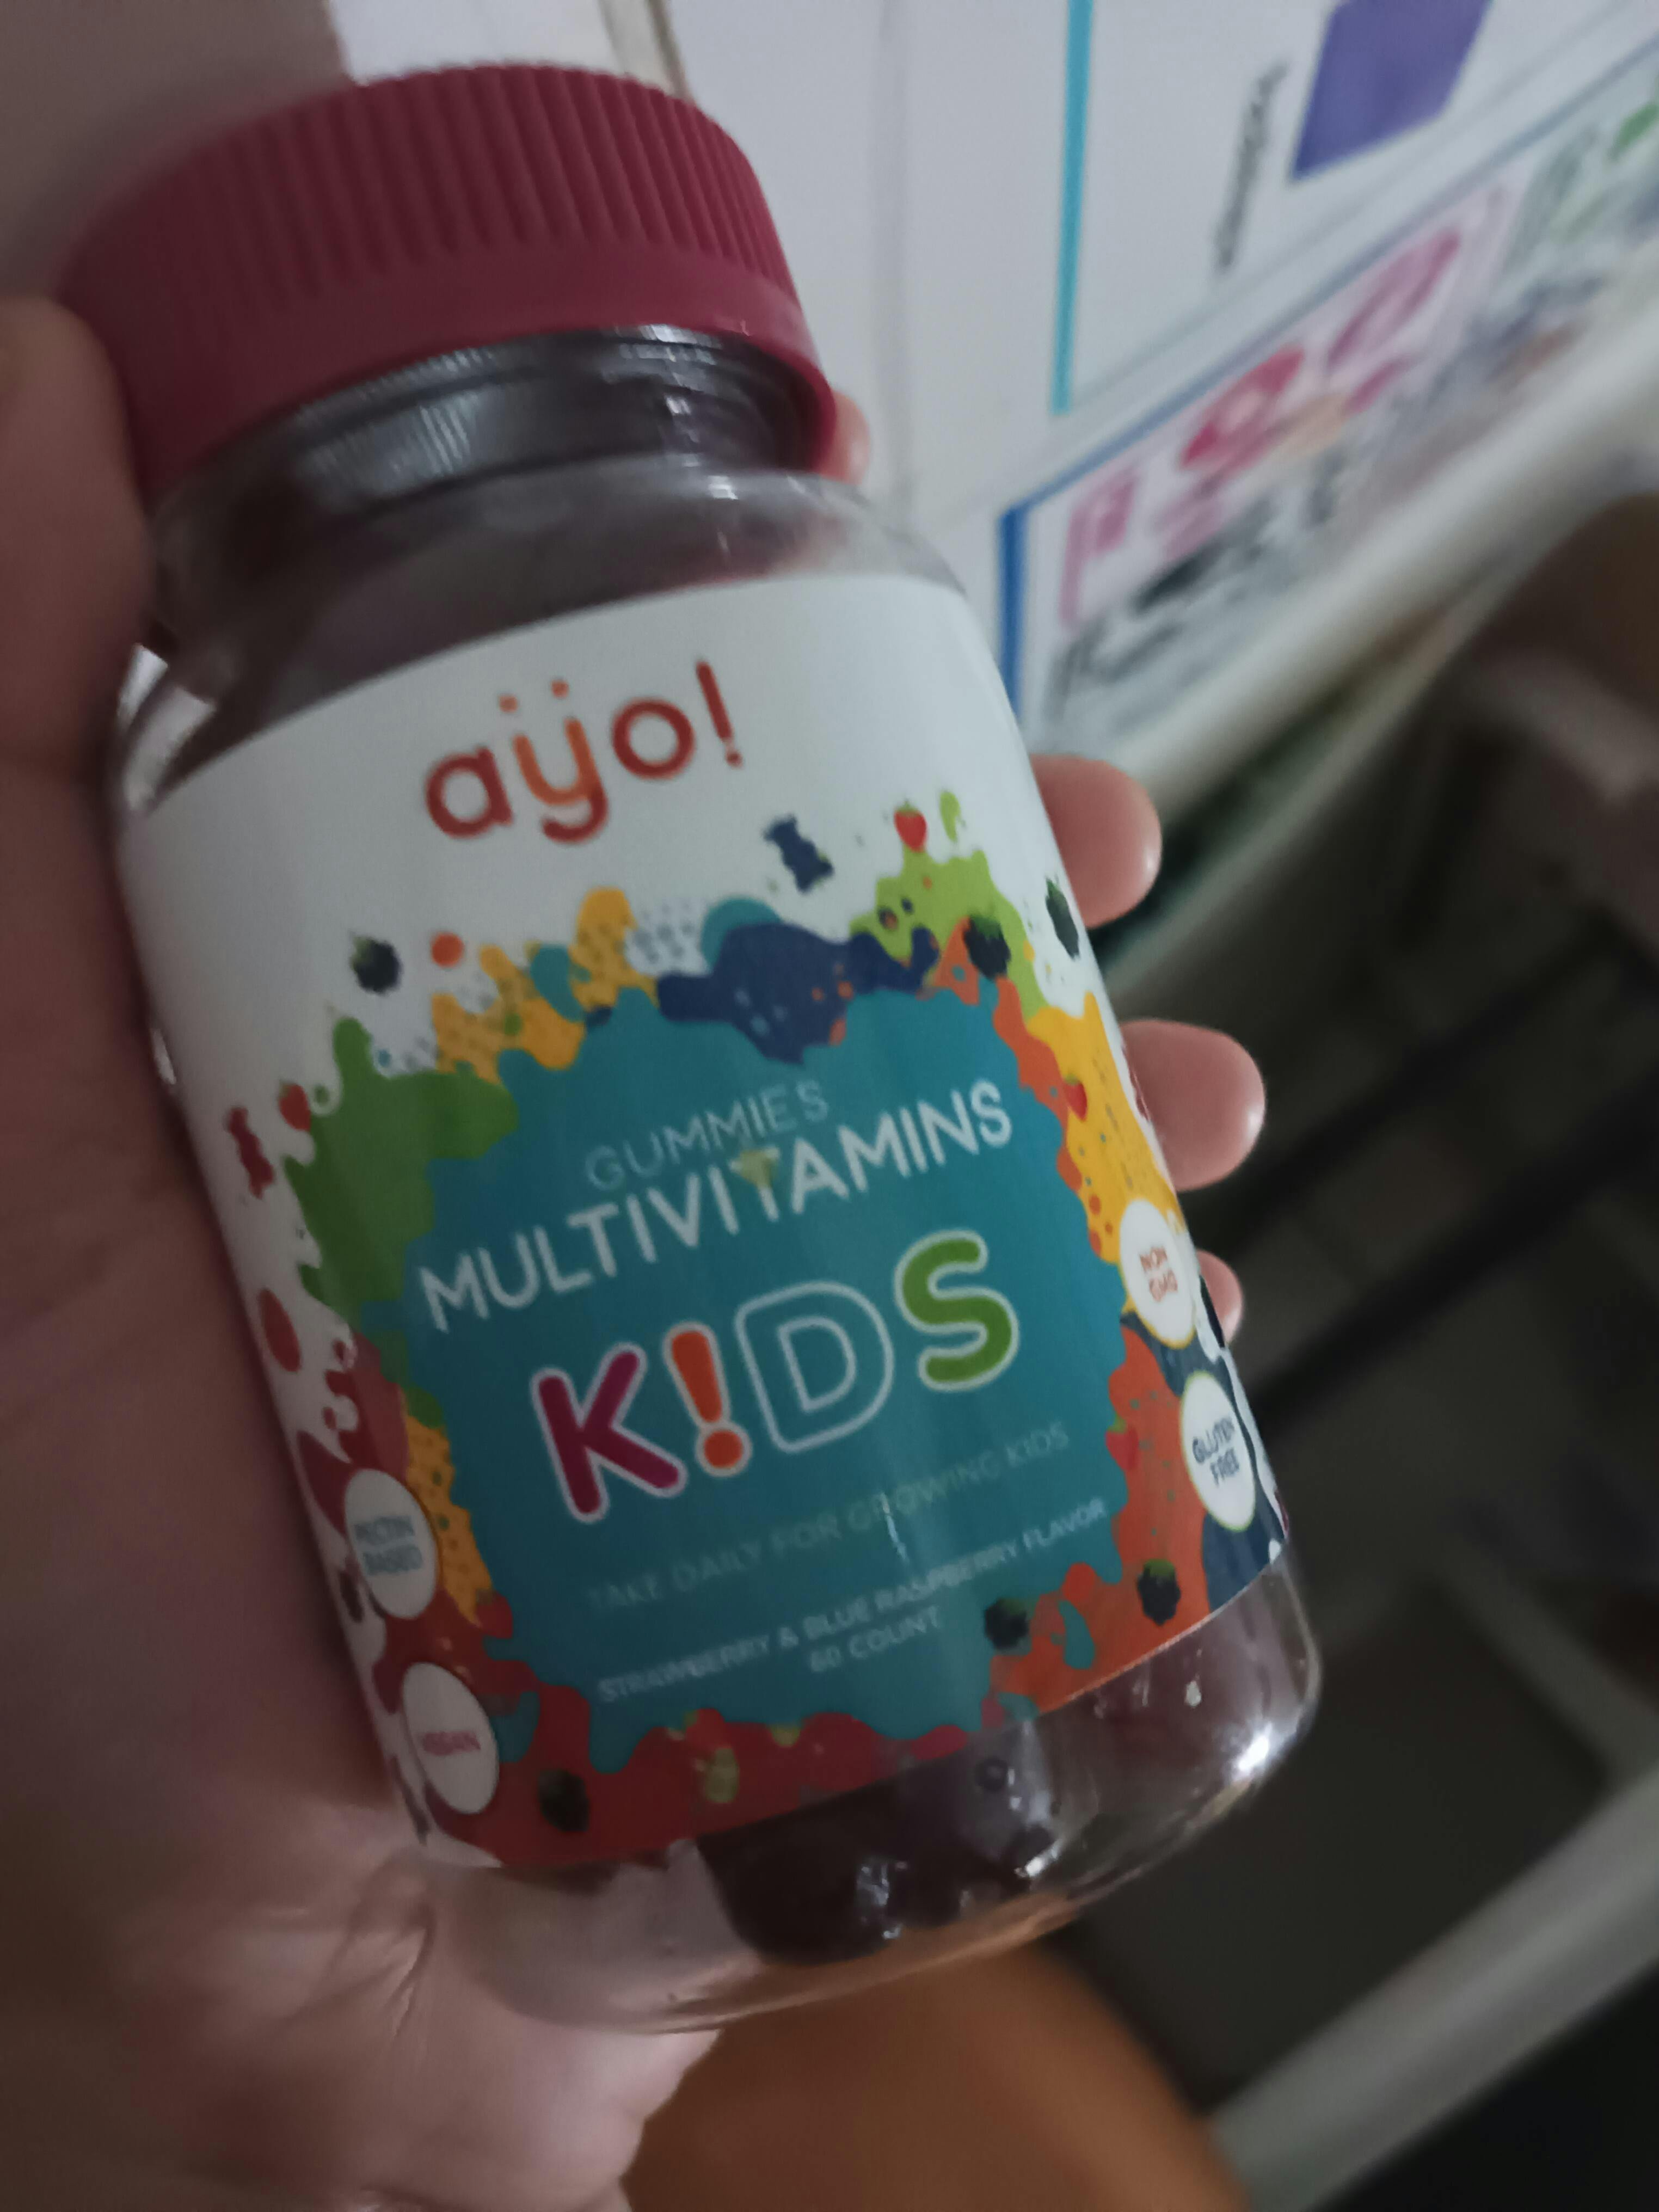 ayo!
GUMMIES
MULTIVITAMINS
K!DS
TAKE DAILY FOR GROWING KIDS
STRAWBERRY & BLUE RASPBERRY FLAVOR
60 COUNT
NON
GMO
GLUTEN
FREE
PECTIN
BASED
VEGAN